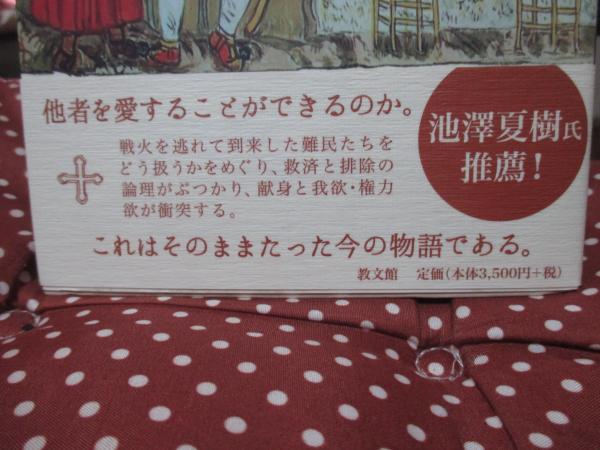 他者を愛することができるのか。
戦火を逃れて到来した難民たちを
どう扱うかをめぐり、救済と排除の
論理がぶつかり、献身と我欲・権力
欲が衝突する。
これはそのままたった今の物語である。
池澤夏樹氏
推薦！
教文館 定価(本体3,500円+税)